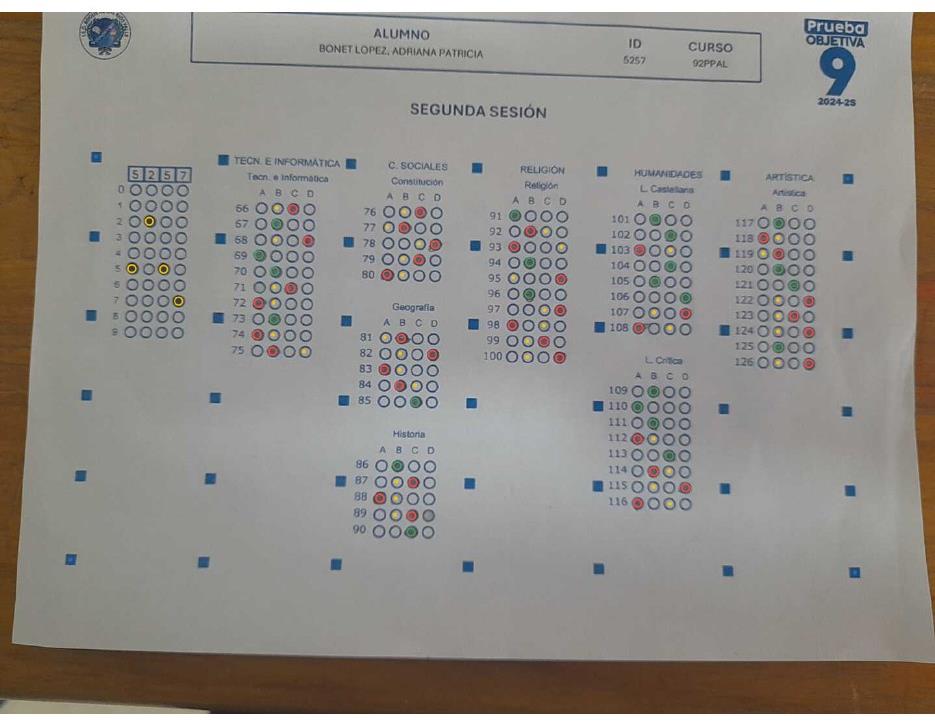 ALUMNO
BONET LOPEZ, ADRIANA PATRICIA
ID
5257
CURSO
92PPAL
Prueba
OBJETIVA
9
2024-2S
SEGUNDA SESIÓN
5 2 5 7
0
1
2
3
4
5
6
7
8
9
TECN. E INFORMÁTICA
Tecn. e Informática
A B C D
66
67
68
69
70
71
72
73
74
75
C. SOCIALES
Constitución
A B C D
76
77
78
79
80
Geografía
A B C D
81
82
83
84
85
Historia
A B C D
86
87
88
89
90
RELIGIÓN
Religión
A B C D
91
92
93
94
95
96
97
98
99
100
HUMANIDADES
L. Castellana
A B C D
101
102
103
104
105
106
107
108
L. Crítica
A B C D
109
110
111
112
113
114
115
116
ARTÍSTICA
Artística
A B C D
117
118
119
120
121
122
123
124
125
126